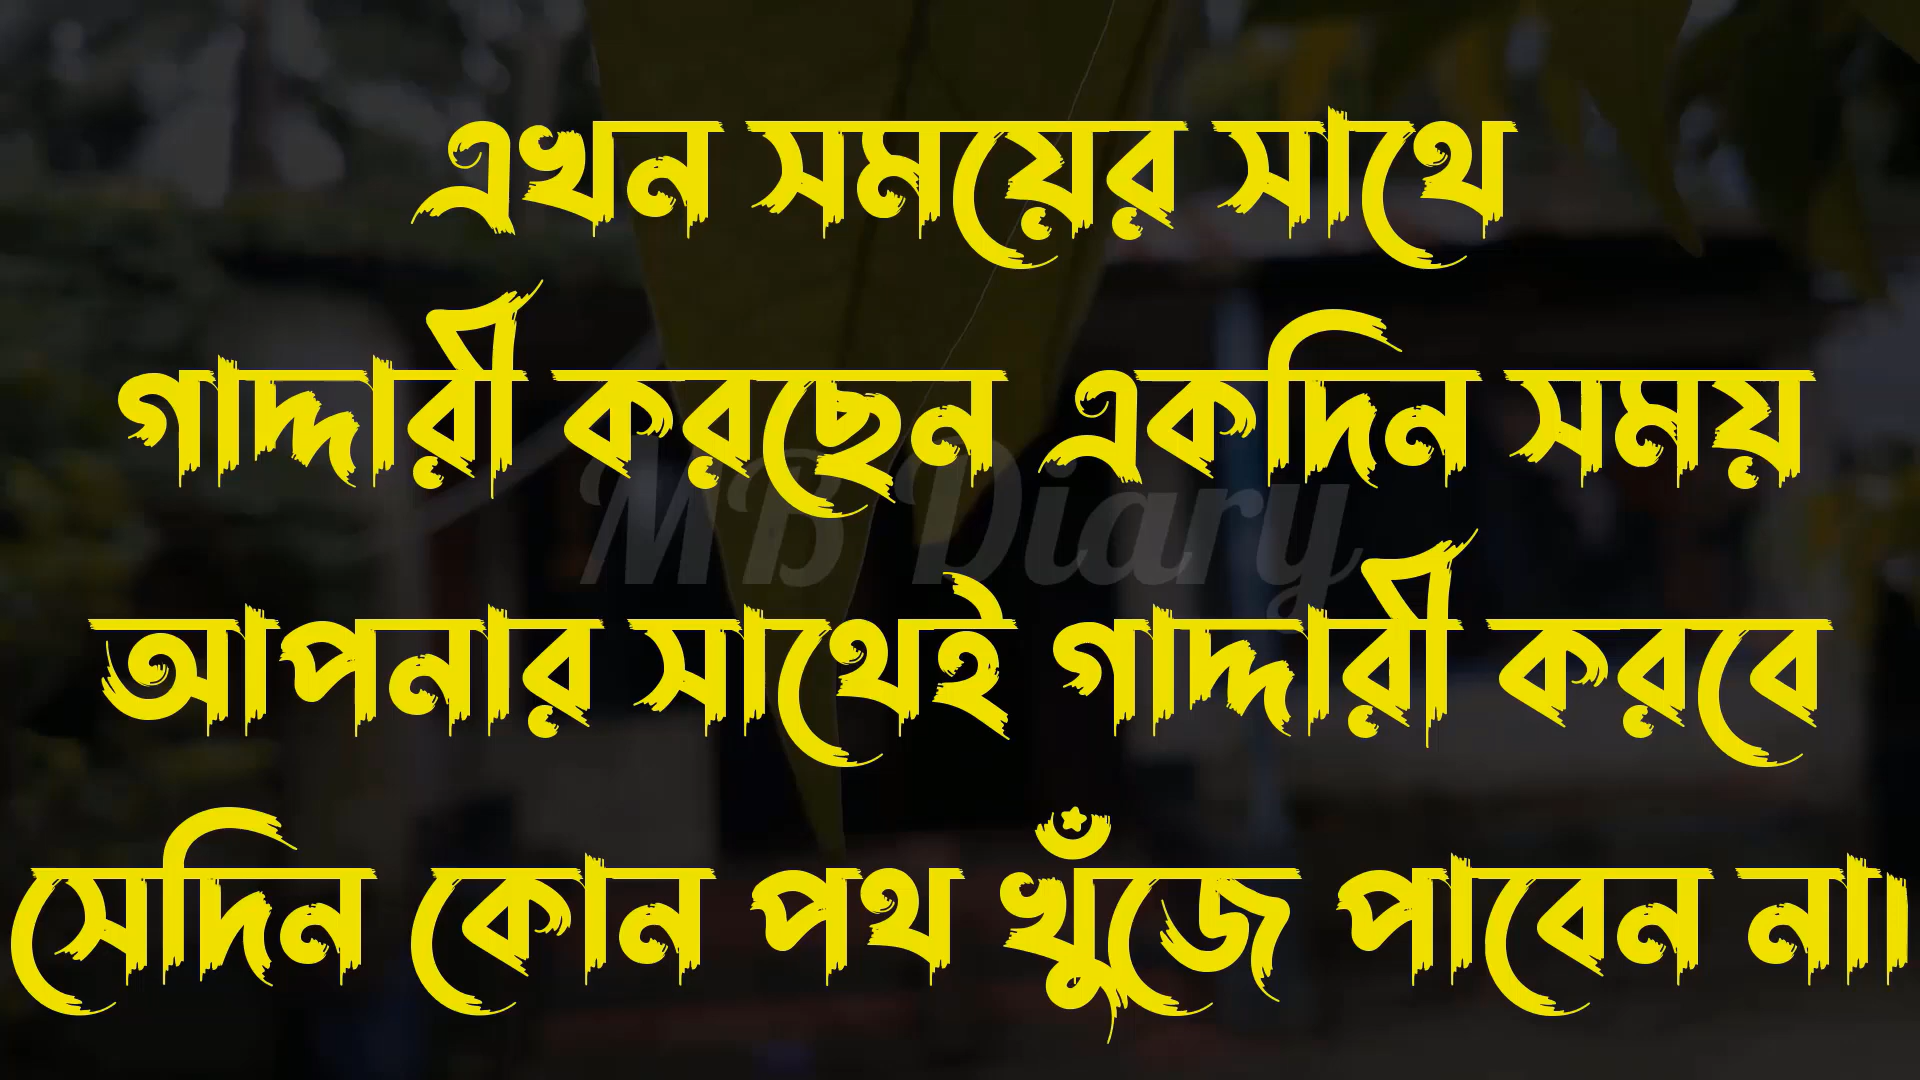 এখন সময়ের সাথে
গাদ্দারী করছেন একদিন সময়
আপনার সাথেই গাদ্দারী করবে
সেদিন কোন পথ খুঁজে পাবেন না।
MB Diary